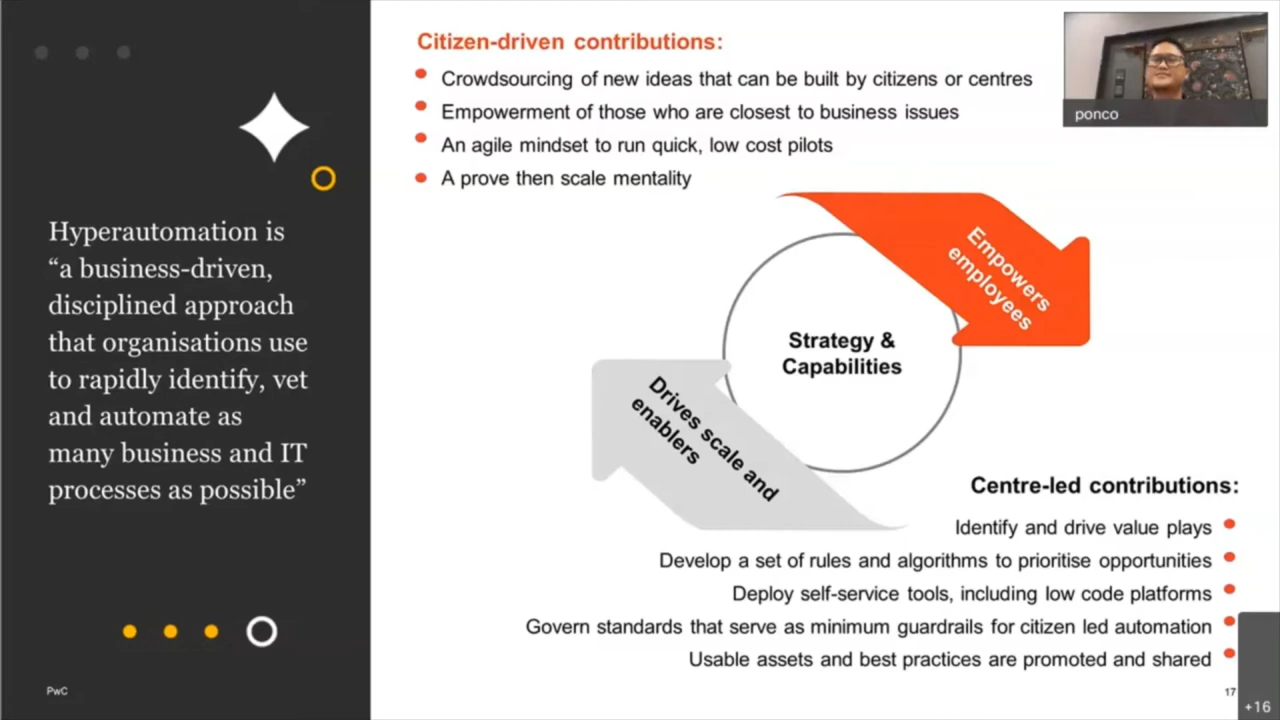 Hyperautomation is
“a business-driven,
disciplined approach
that organisations use
to rapidly identify, vet
and automate as
many business and IT
processes as possible”
PwC
Citizen-driven contributions:
Crowdsourcing of new ideas that can be built by citizens or centres
Empowerment of those who are closest to business issues
An agile mindset to run quick, low cost pilots
A prove then scale mentality
ponco
Empowers
employees
Strategy &
Capabilities
Drives scale and
enablers
Centre-led contributions:
Identify and drive value plays
Develop a set of rules and algorithms to prioritise opportunities
Deploy self-service tools, including low code platforms
Govern standards that serve as minimum guardrails for citizen led automation
Usable assets and best practices are promoted and shared
17
+16